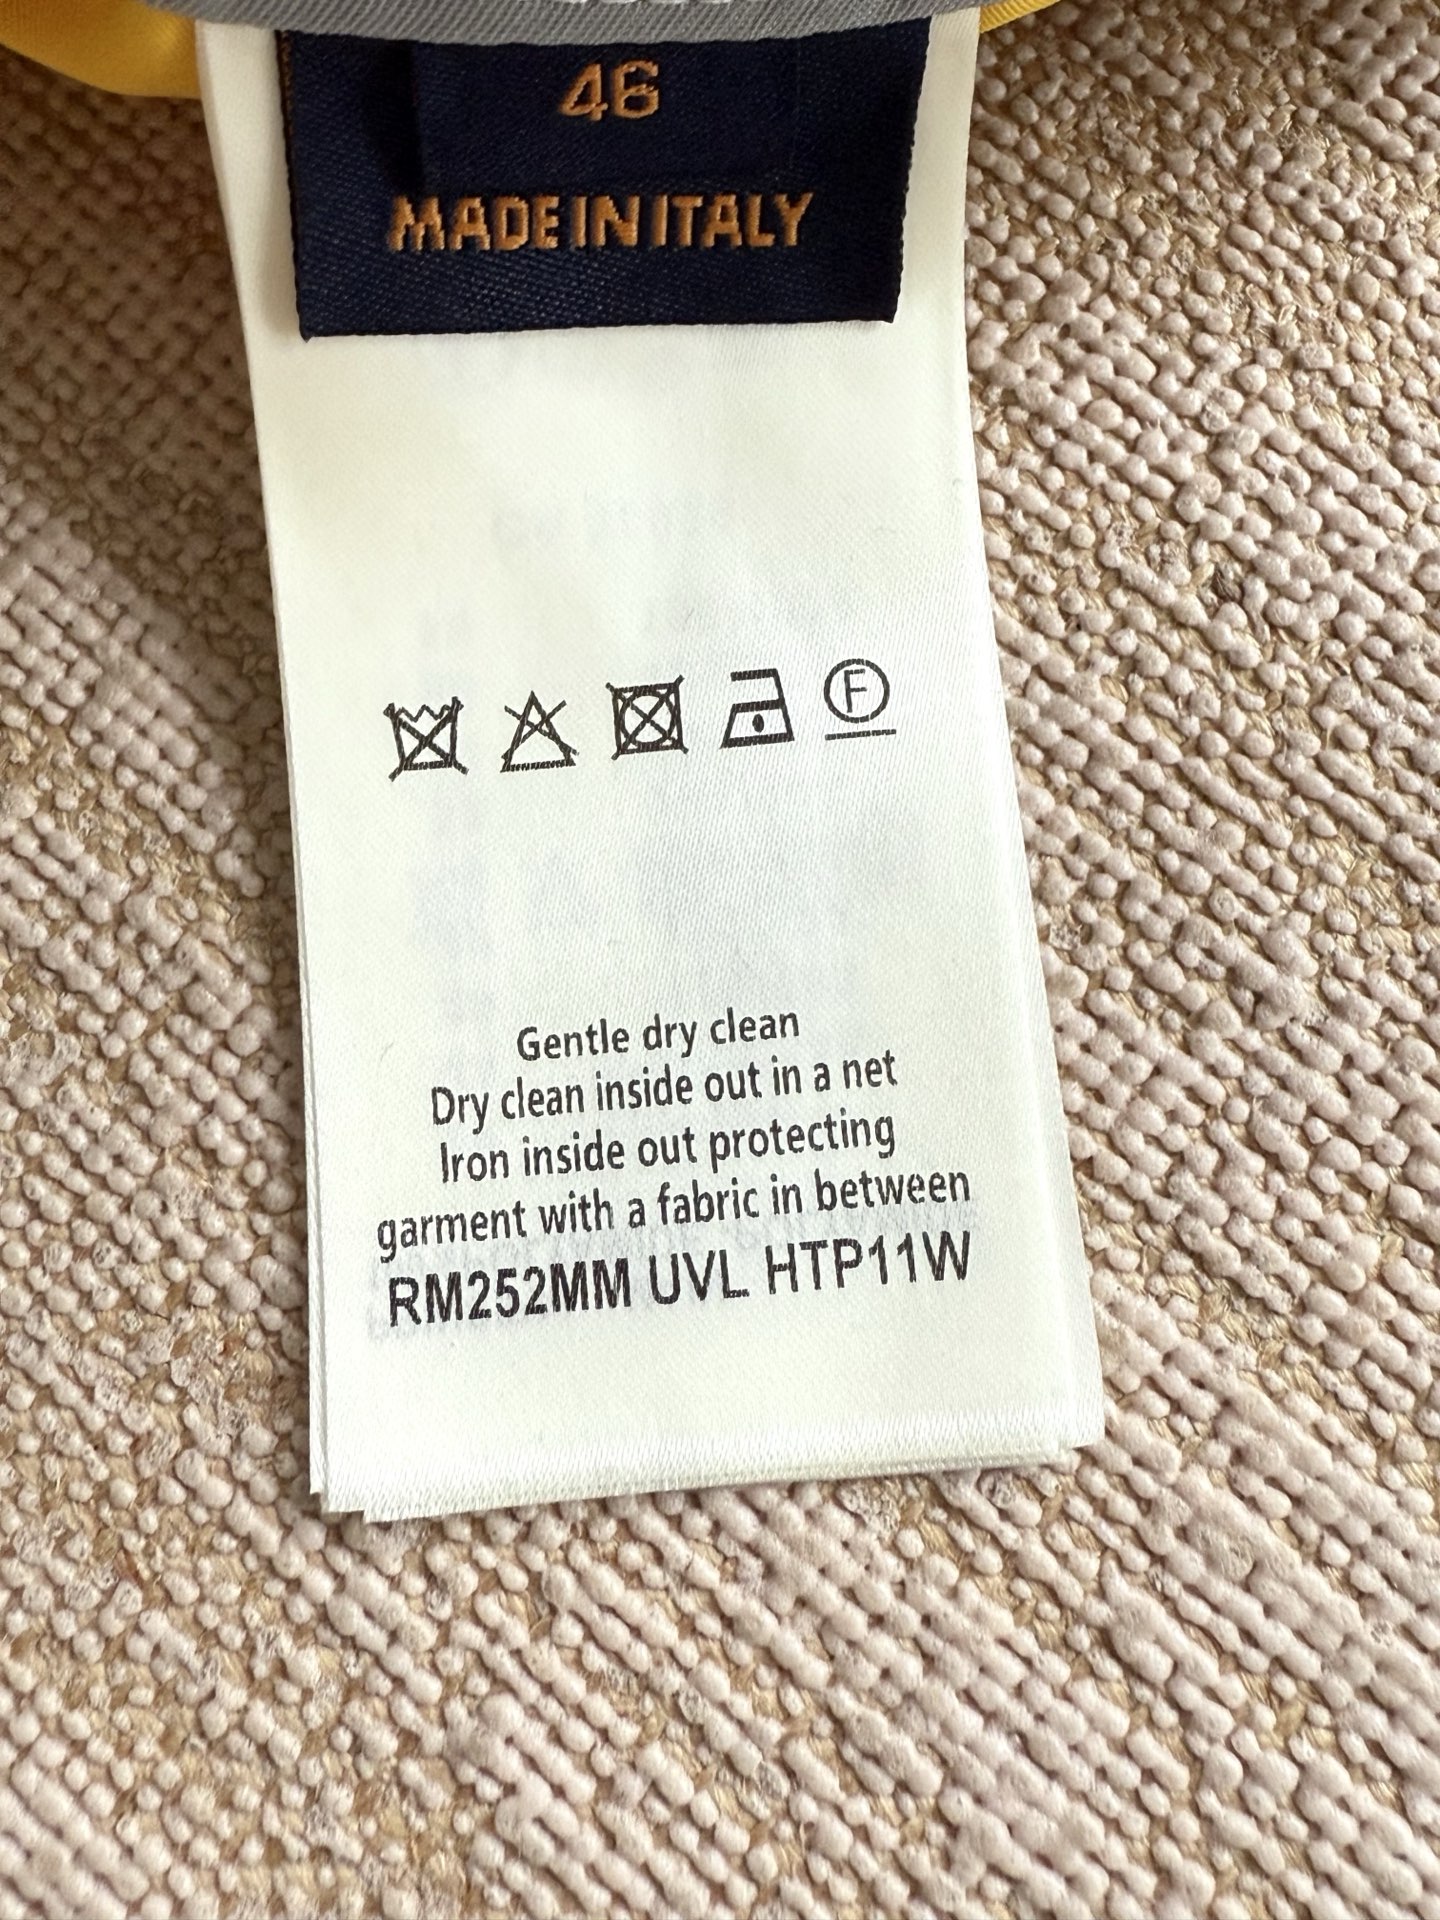 46
MADE IN ITALY
F
Gentle dry clean
Dry clean inside out in a net
Iron inside out protecting
garment with a fabric in between
RM252MM UVL HTP11W